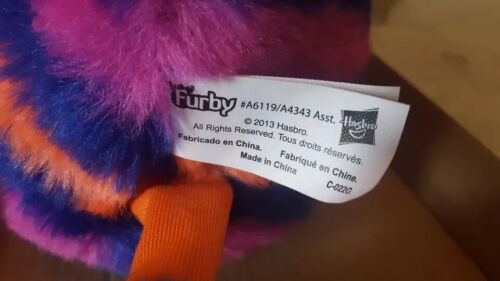 Furby #A6119/A4343 Asst.
© 2013 Hasbro.
All Rights Reserved. Tous droits réservés.
Fabricado en China. Fabriqué en Chine.
Made in China
C-022G
Hasbro